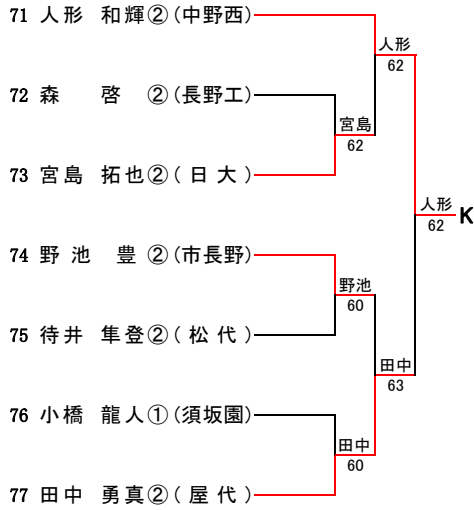 71 人形 和輝②(中野西)
人形
62
72 森 啓 ②(長野工)
宮島
62
73 宮島 拓也②(日大)
人形
62
K
74 野池 豊 ②(市長野)
野池
60
75 待井 隼登②(松代)
田中
63
76 小橋 龍人①(須坂園)
田中
60
77 田中 勇真②(屋代)